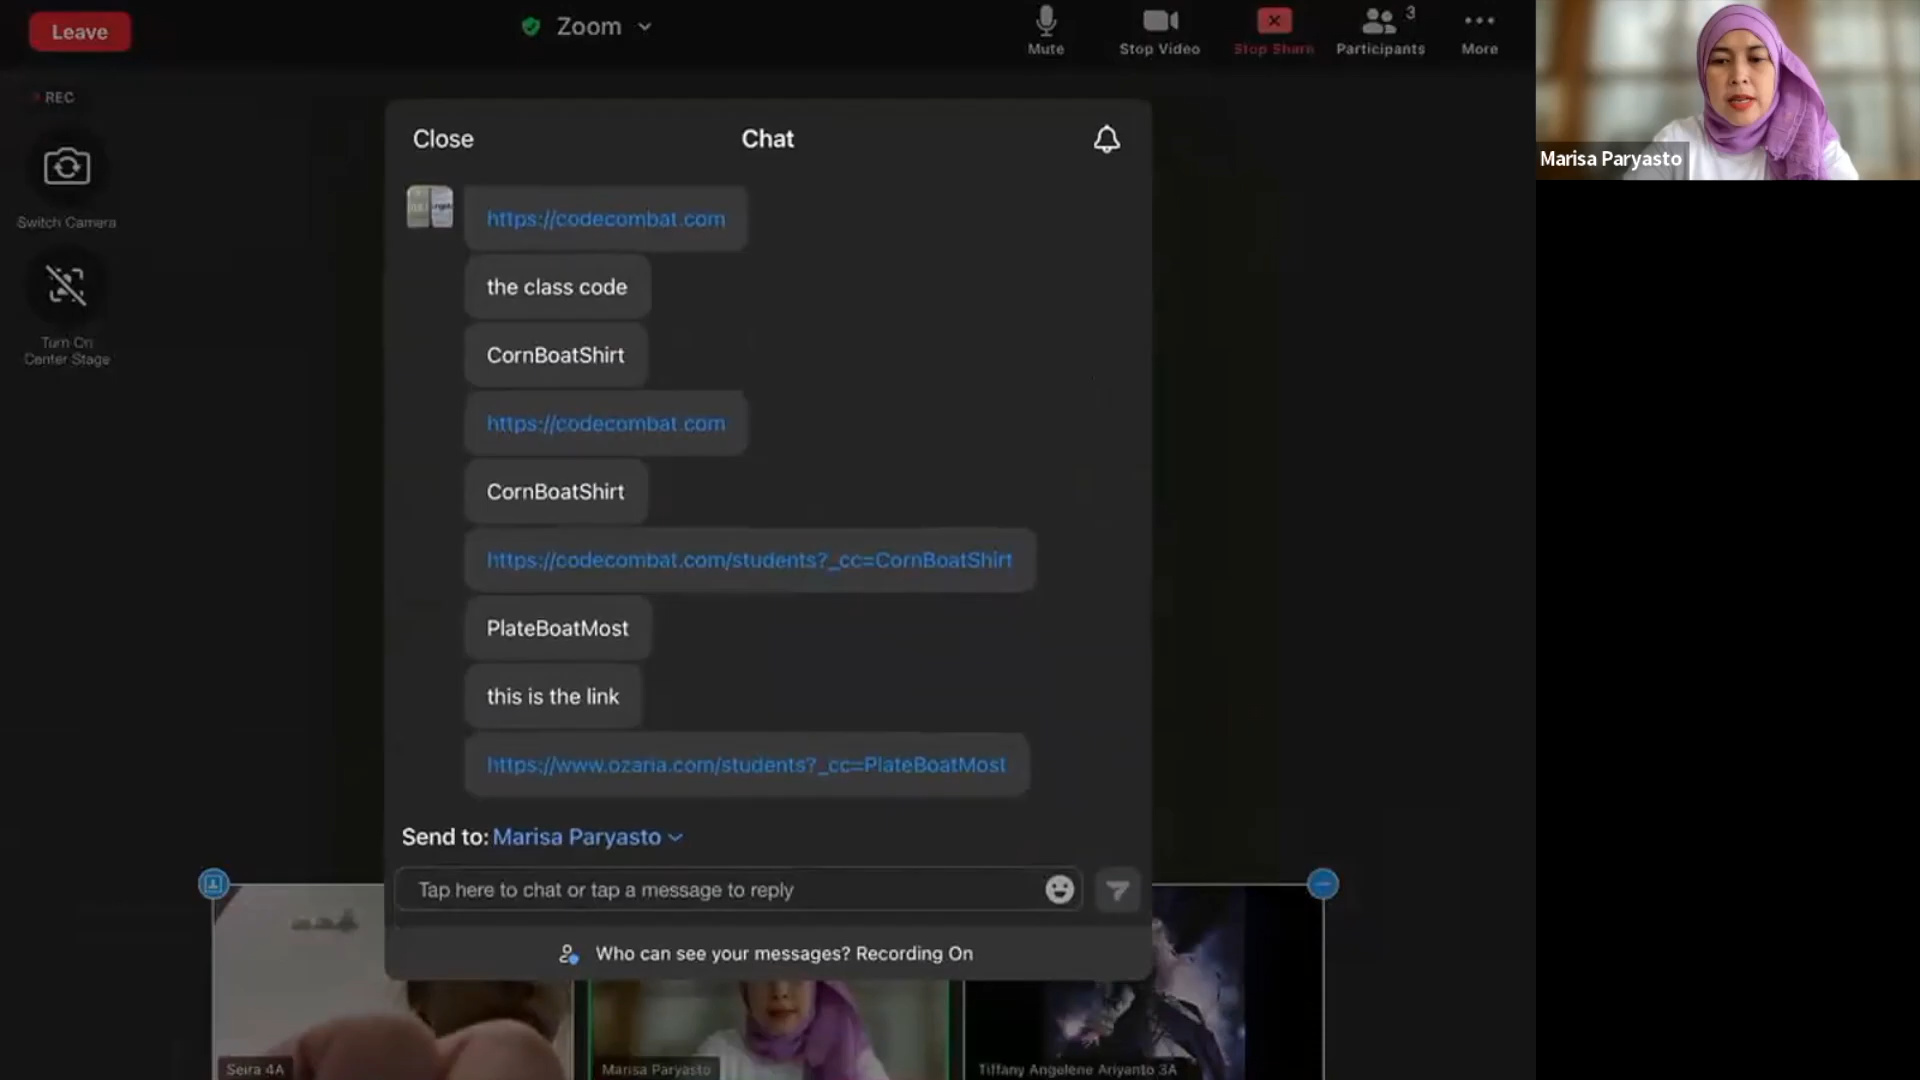 Leave
Zoom
Mute
Stop Video
Stop Share
Participants
3
More
REC
Switch Camera
Turn On
Center Stage
Close
Chat
https://codecombat.com
the class code
CornBoatShirt
https://codecombat.com
CornBoatShirt
https://codecombat.com/students?_cc=CornBoatShirt
PlateBoatMost
this is the link
https://www.ozaria.com/students?_cc=PlateBoatMost
Send to: Marisa Paryasto
Tap here to chat or tap a message to reply
Who can see your messages? Recording On
Seira 4A
Marisa Paryasto
Tiffany Angelene Ariyanto 3A
Marisa Paryasto